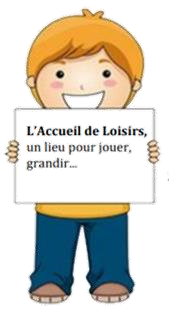 L'Accueil de Loisirs,
un lieu pour jouer,
grandir...